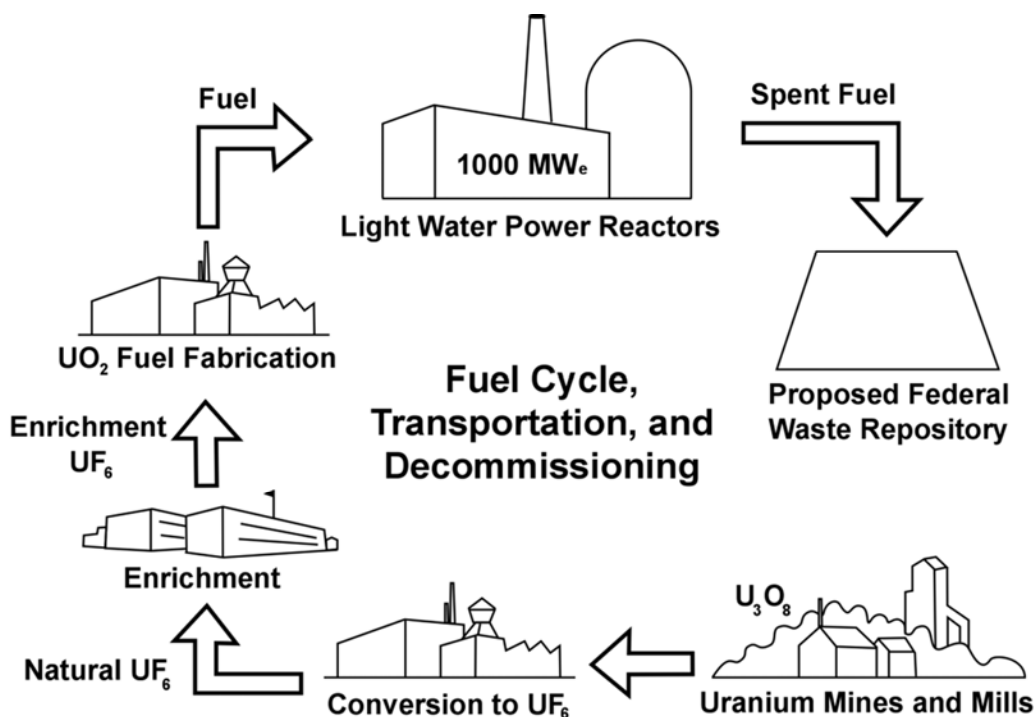 Fuel
Spent Fuel
1000 MWe
Light Water Power Reactors
UO₂ Fuel Fabrication
Fuel Cycle,
Transportation, and
Decommissioning
Proposed Federal
Waste Repository
Enrichment
UF₆
Enrichment
U₃O₈
Natural UF₆
Conversion to UF₆
Uranium Mines and Mills